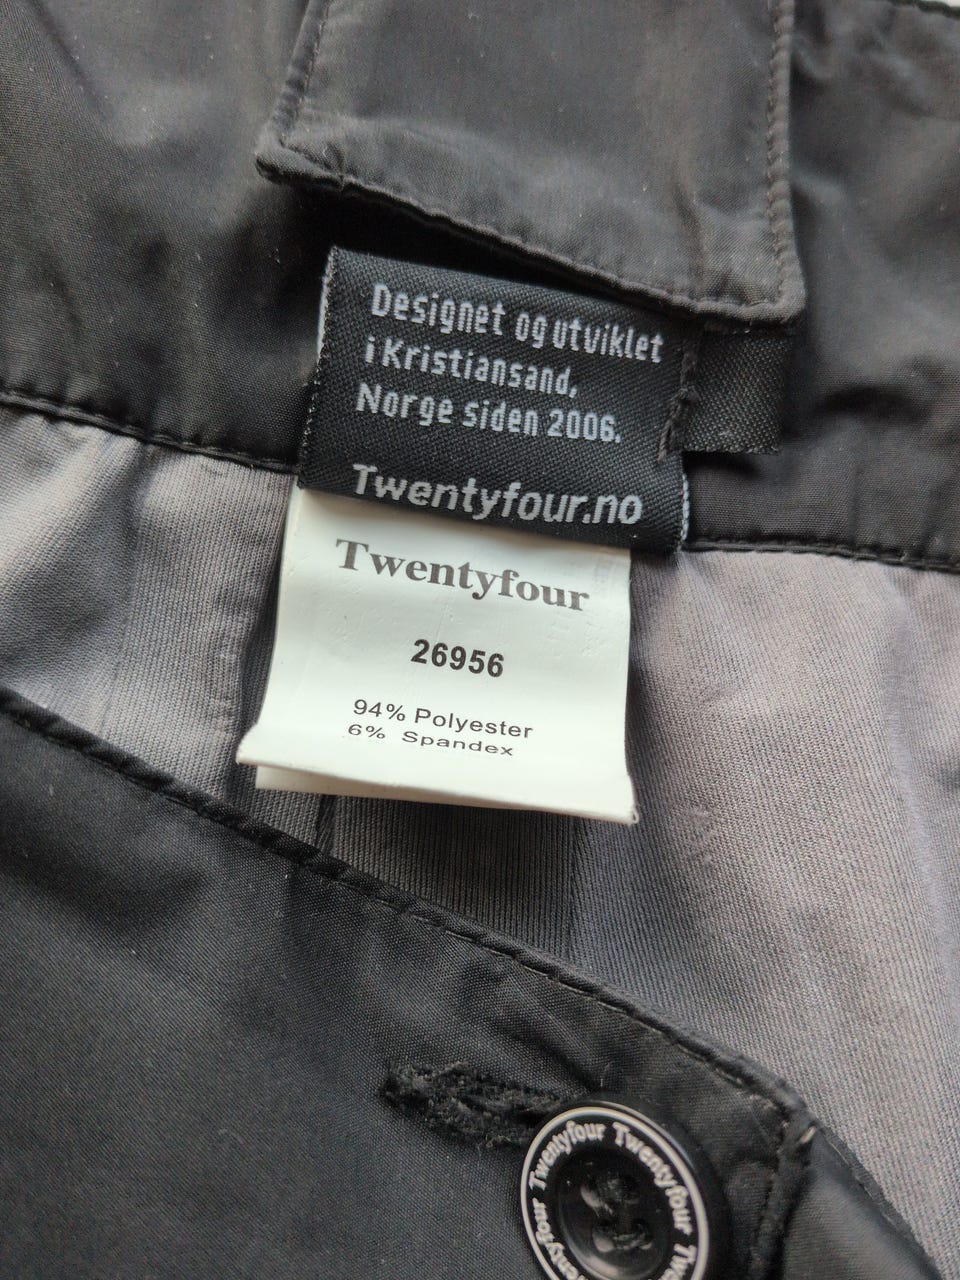 Designet og utviklet
i Kristiansand,
Norge siden 2006.
Twentyfour.no
Twentyfour
26956
94% Polyester
6% Spandex
Twentyfour Twentyfour